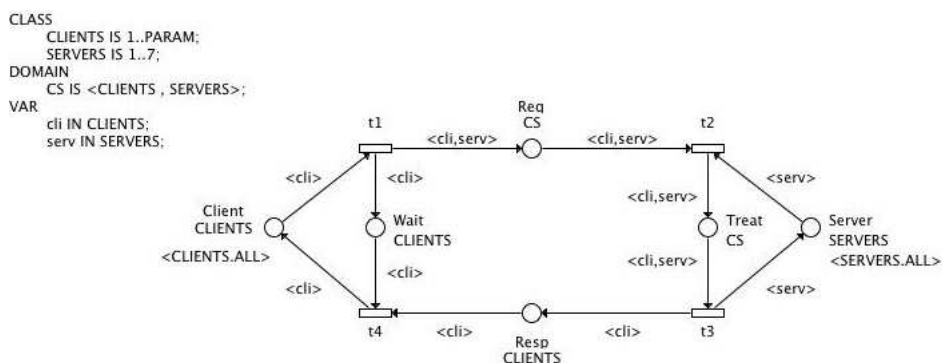 CLASS
CLIENTS IS 1..PARAM;
SERVERS IS 1..7;
DOMAIN
CS IS <CLIENTS , SERVERS>;
VAR
cli IN CLIENTS;
serv IN SERVERS;
Req
CS
t1
t2
<cli,serv>
<cli,serv>
<cli>
<cli>
<cli,serv>
<serv>
Client
CLIENTS
<CLIENTS.ALL>
Wait
CLIENTS
Treat
CS
Server
SERVERS
<SERVERS.ALL>
<cli>
<cli>
<cli,serv>
<serv>
t4
<cli>
<cli>
t3
Resp
CLIENTS